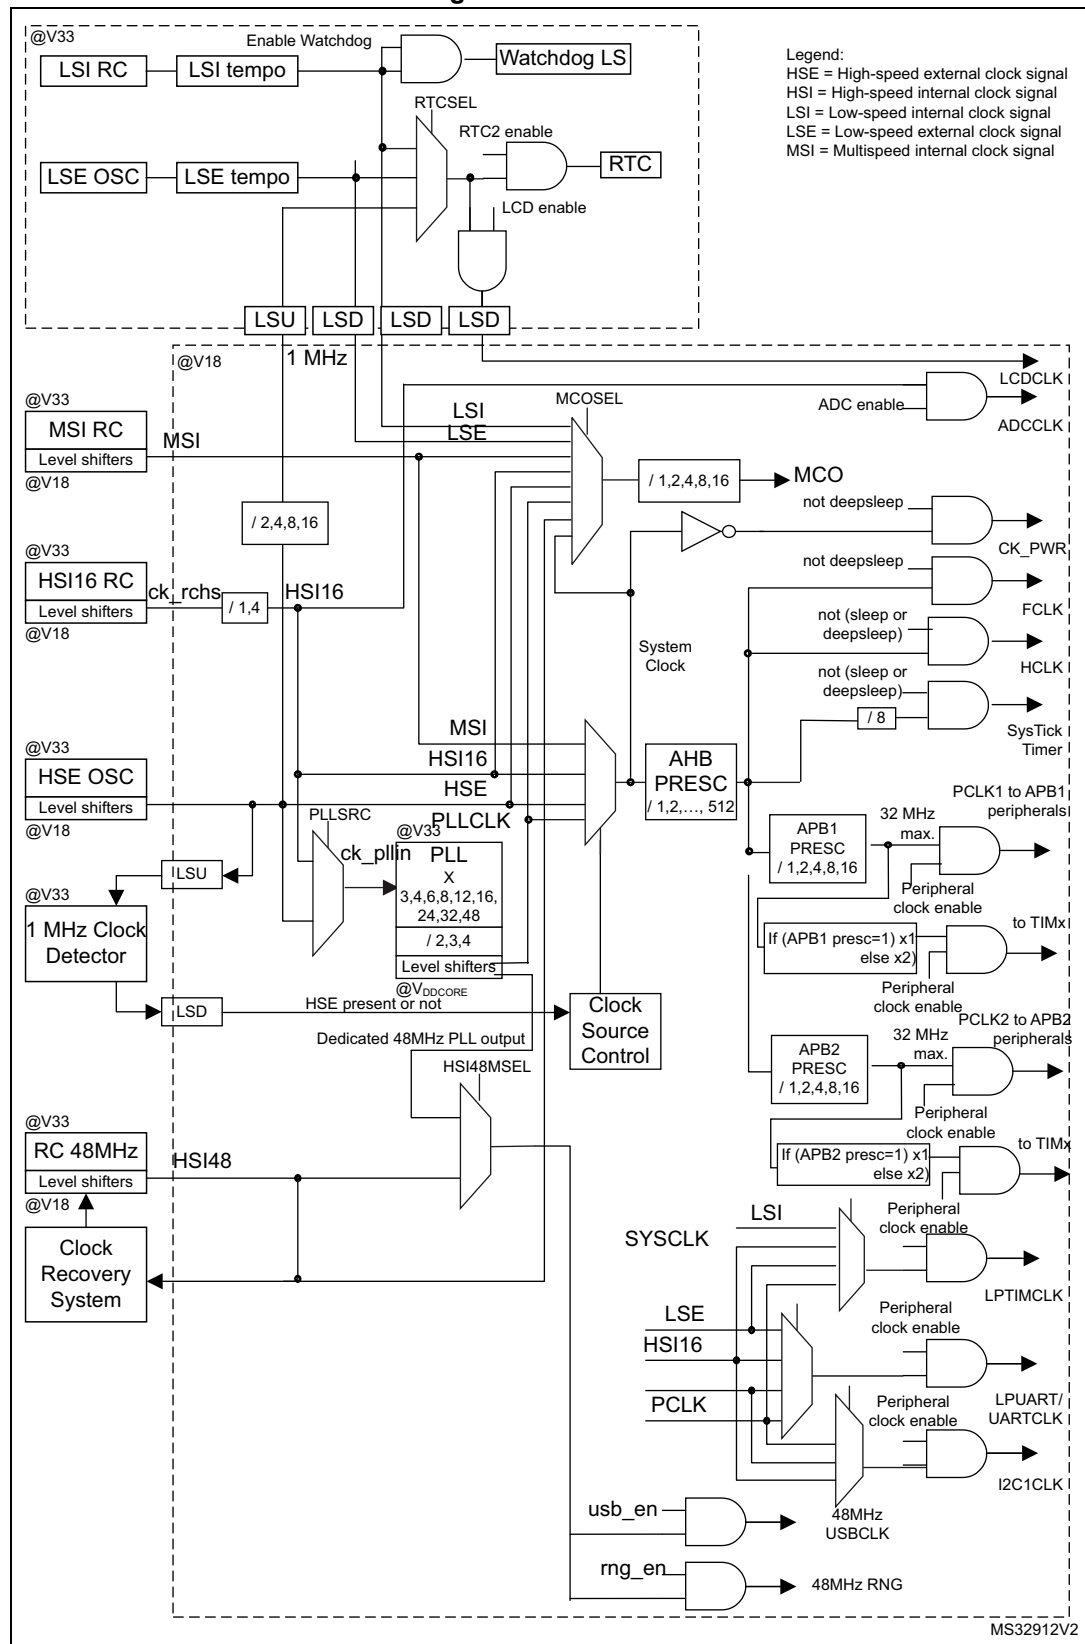 @V33
Enable Watchdog
LSI RC
LSI tempo
Watchdog LS
Legend:
HSE = High-speed external clock signal
HSI = High-speed internal clock signal
LSI = Low-speed internal clock signal
LSE = Low-speed external clock signal
MSI = Multispeed internal clock signal
RTCSEL
RTC2 enable
LSE OSC
LSE tempo
RTC
LCD enable
LSU
LSD
LSD
LSD
@V18
1 MHz
LCDCLK
ADC enable
ADCCLK
@V33
MSI RC
Level shifters
@V18
MSI
LSI
LSE
MCOSEL
/ 1,2,4,8,16
MCO
/ 2,4,8,16
not deepsleep
CK_PWR
@V33
HSI16 RC
Level shifters
@V18
ck_rchs
/ 1,4
HSI16
not deepsleep
FCLK
System
Clock
not (sleep or
deepsleep)
HCLK
not (sleep or
deepsleep)
/ 8
SysTick
Timer
@V33
HSE OSC
Level shifters
@V18
MSI
HSI16
HSE
PLLCLK
AHB
PRESC
/ 1,2,..., 512
PCLK1 to APB1
peripherals
32 MHz
max.
APB1
PRESC
/ 1,2,4,8,16
Peripheral
clock enable
PLLSRC
ck_pllin
@V33
PLL
X
3,4,6,8,12,16,
24,32,48
/ 2,3,4
Level shifters
@VDDCORE
LSU
@V33
1 MHz Clock
Detector
LSD
HSE present or not
Clock
Source
Control
to TIMx
If (APB1 presc=1) x1
else x2)
Peripheral
clock enable
PCLK2 to APB2
peripherals
32 MHz
max.
APB2
PRESC
/ 1,2,4,8,16
Peripheral
clock enable
Dedicated 48MHz PLL output
HSI48MSEL
to TIMx
If (APB2 presc=1) x1
else x2)
Peripheral
clock enable
@V33
RC 48MHz
Level shifters
@V18
HSI48
Clock
Recovery
System
LSI
SYSCLK
LPTIMCLK
LSE
HSI16
PCLK
Peripheral
clock enable
LPUART/
UARTCLK
Peripheral
clock enable
I2C1CLK
usb_en
48MHz
USBCLK
rng_en
48MHz RNG
MS32912V2